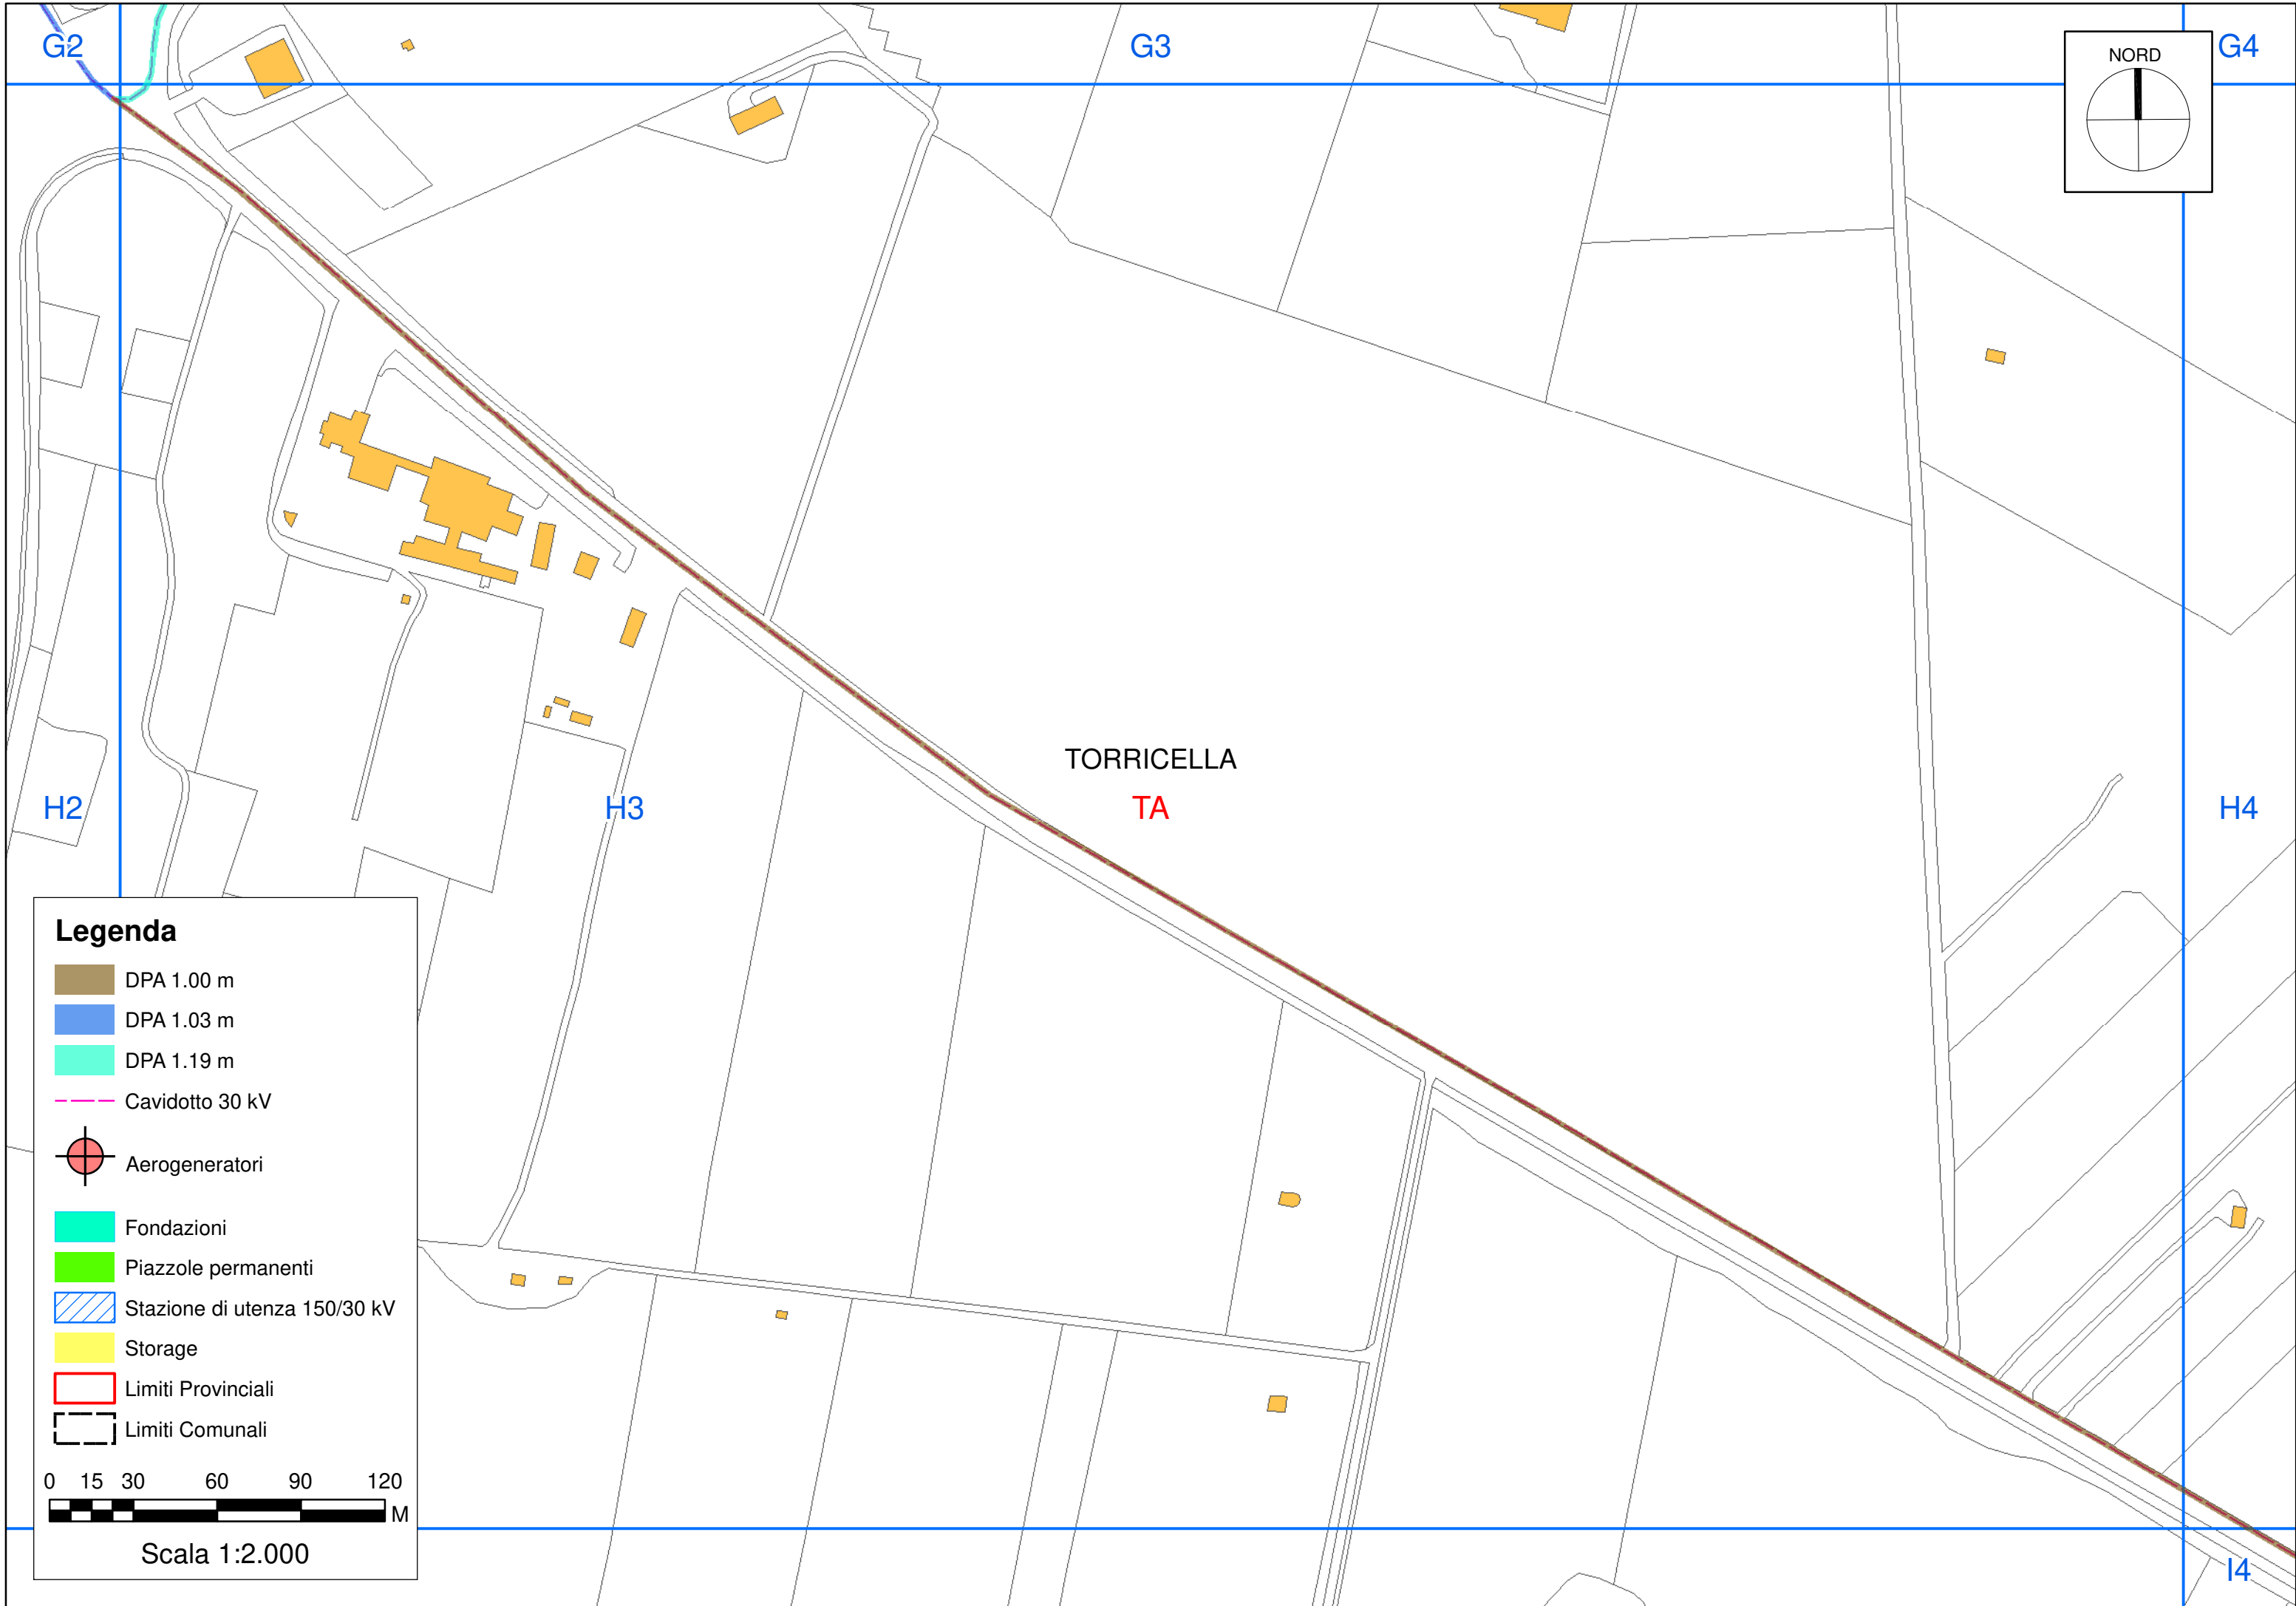 G2
G3
G4
NORD
TORRICELLA
TA
H2
H3
H4
Legenda
DPA 1.00 m
DPA 1.03 m
DPA 1.19 m
Cavidotto 30 kV
Aerogeneratori
Fondazioni
Piazzole permanenti
Stazione di utenza 150/30 kV
Storage
Limiti Provinciali
Limiti Comunali
0 15 30 60 90 120
M
Scala 1:2.000
I4